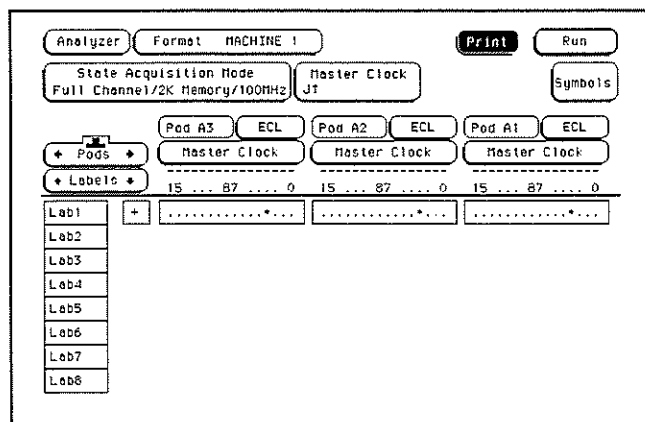 Analyzer Format MACHINE 1 Print Run
State Acquisition Mode
Full Channel/2K Memory/100MHz
Master Clock
J↑
Symbols
Pod A3 ECL Pod A2 ECL Pod A1 ECL
← Pods → Master Clock Master Clock Master Clock
← Labels → 15 ... 87 .... 0 15 ... 87 .... 0 15 ... 87 .... 0
Lab1 + ............*... ............*... ............*...
Lab2
Lab3
Lab4
Lab5
Lab6
Lab7
Lab8